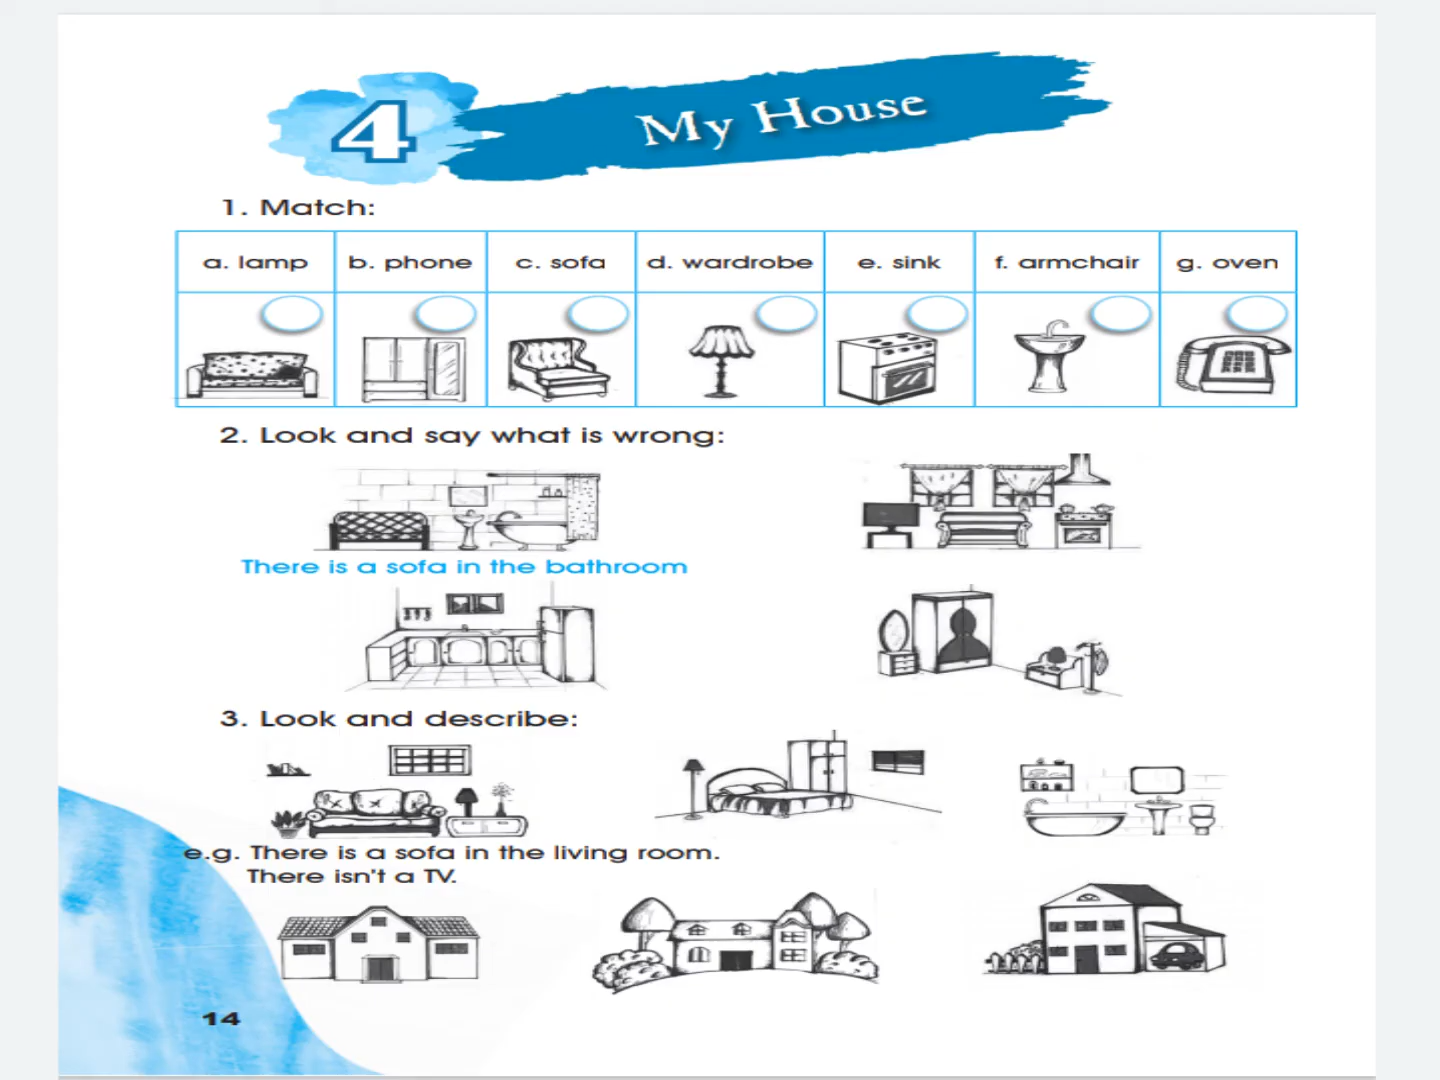 4
My House
1. Match:
a. lamp b. phone c. sofa d. wardrobe e. sink f. armchair g. oven
2. Look and say what is wrong:
There is a sofa in the bathroom
3. Look and describe:
e.g. There is a sofa in the living room.
There isn't a TV.
14